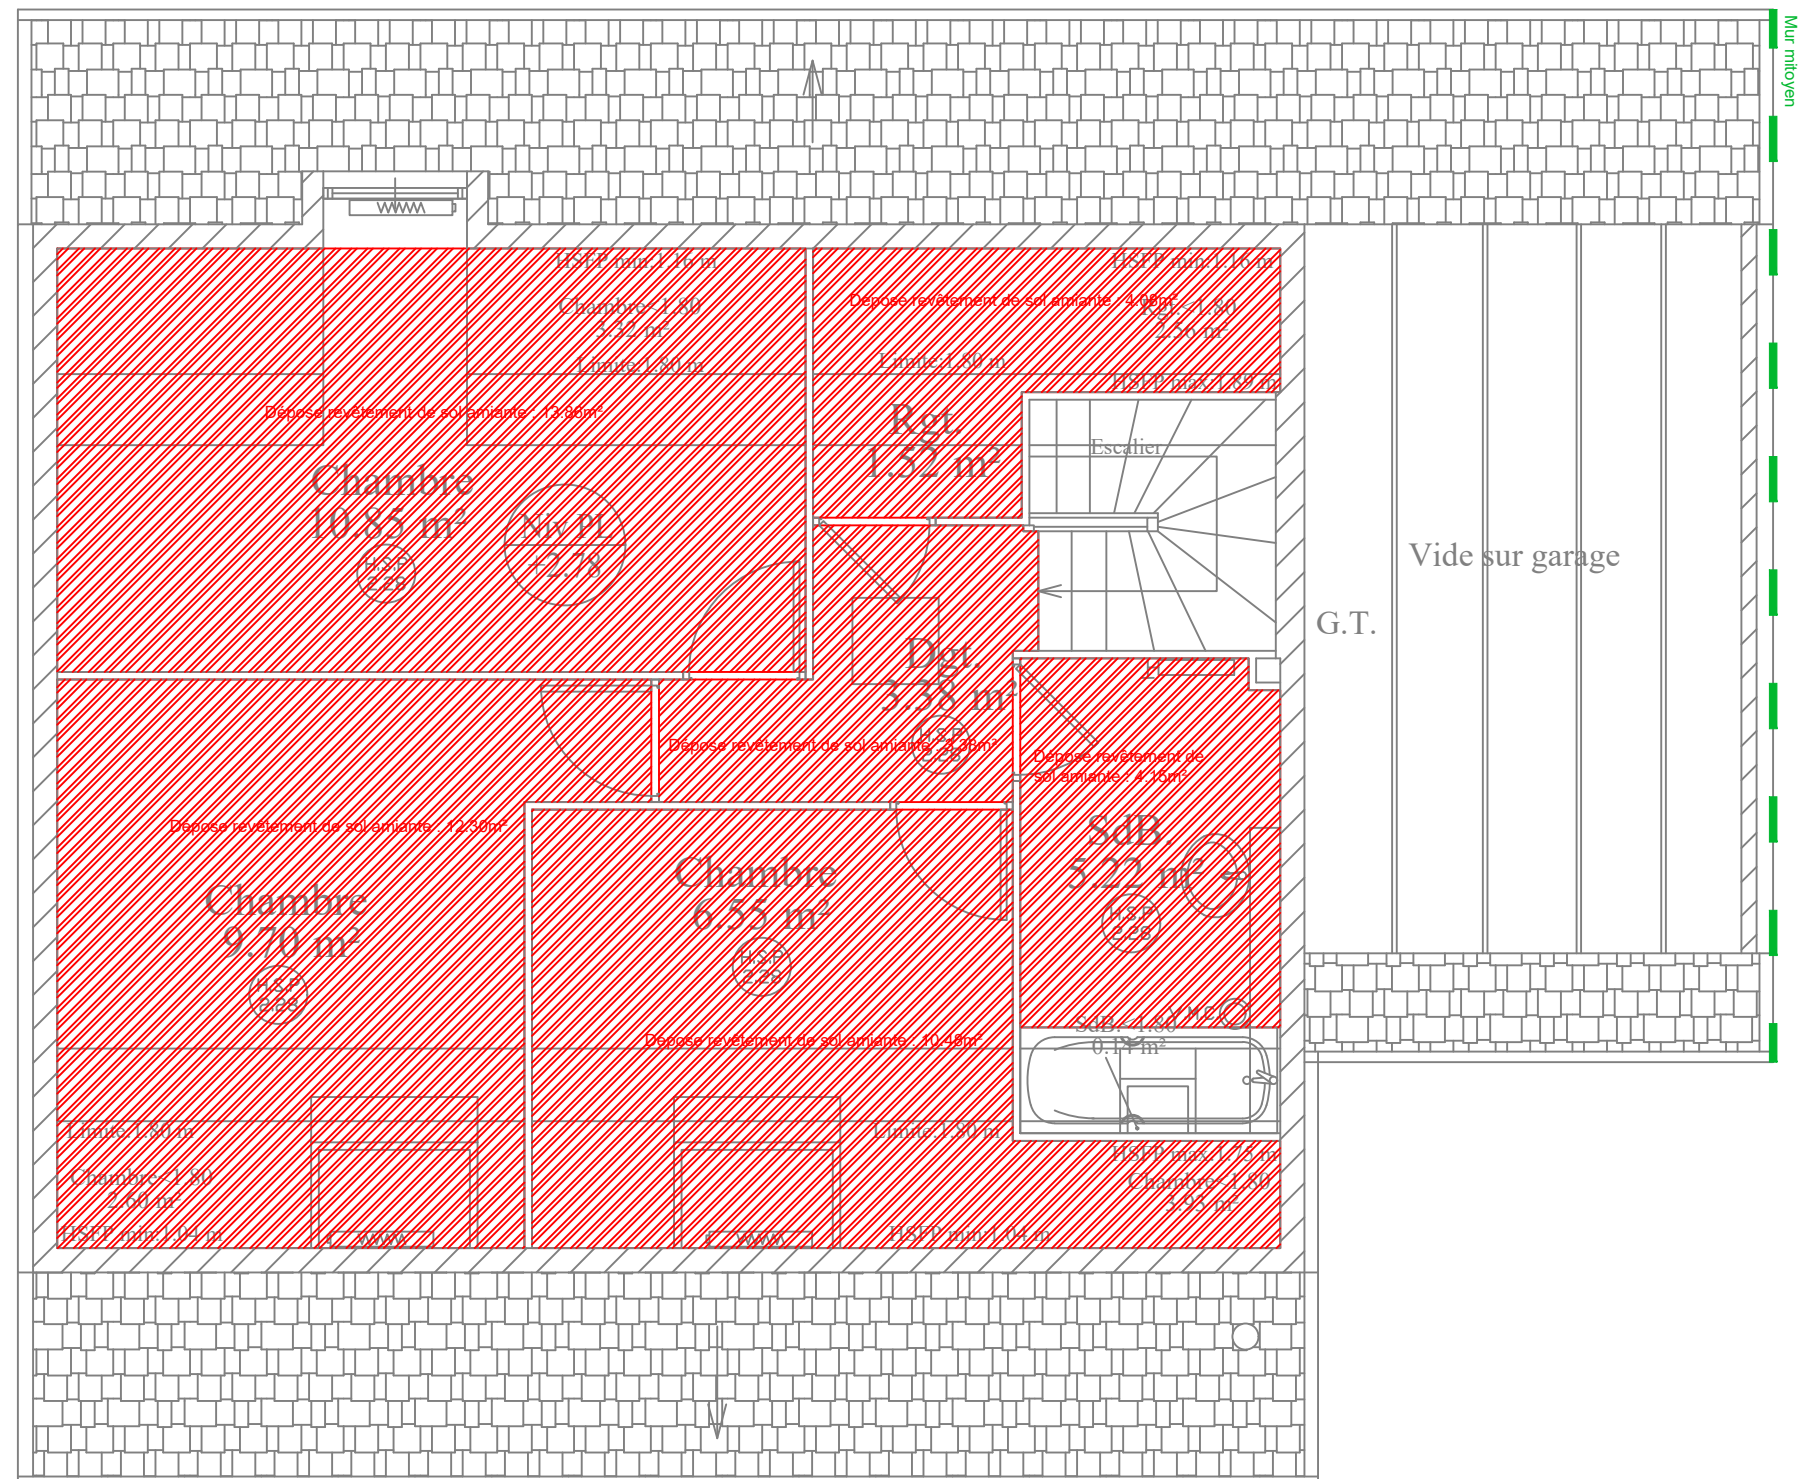 Mur mitoyen
HSFP min:1.16 m
HSFP min:1.16 m
Chambre<1.80
3.32 m²
Dépose revêtement de sol amiante : 4.08m²
Rgt.<1.80
2.56 m²
Limite:1.80 m
Limite:1.80 m
HSFP max:1.89 m
Dépose revêtement de sol amiante : 13.86m²
Rgt.
1.52 m²
Escalier
Chambre
10.85 m²
Niv PL
+2.78
H.S.P
2.28
Vide sur garage
G.T.
Dgt.
3.38 m²
H.S.P
2.28
Dépose revêtement de sol amiante : 3.38m²
Dépose revêtement de
sol amiante : 4.15m²
Dépose revêtement de sol amiante : 12.30m²
SdB.
5.22 m²
H.S.P
2.28
Chambre
6.55 m²
H.S.P
2.28
Chambre
9.70 m²
H.S.P
2.28
V.M.C
SdB.<1.80
0.14 m²
Dépose revêtement de sol amiante : 10.48m²
Limite:1.80 m
Limite:1.80 m
HSFP max:1.75 m
Chambre<1.80
2.60 m²
Chambre<1.80
3.93 m²
HSFP min:1.04 m
HSFP min:1.04 m